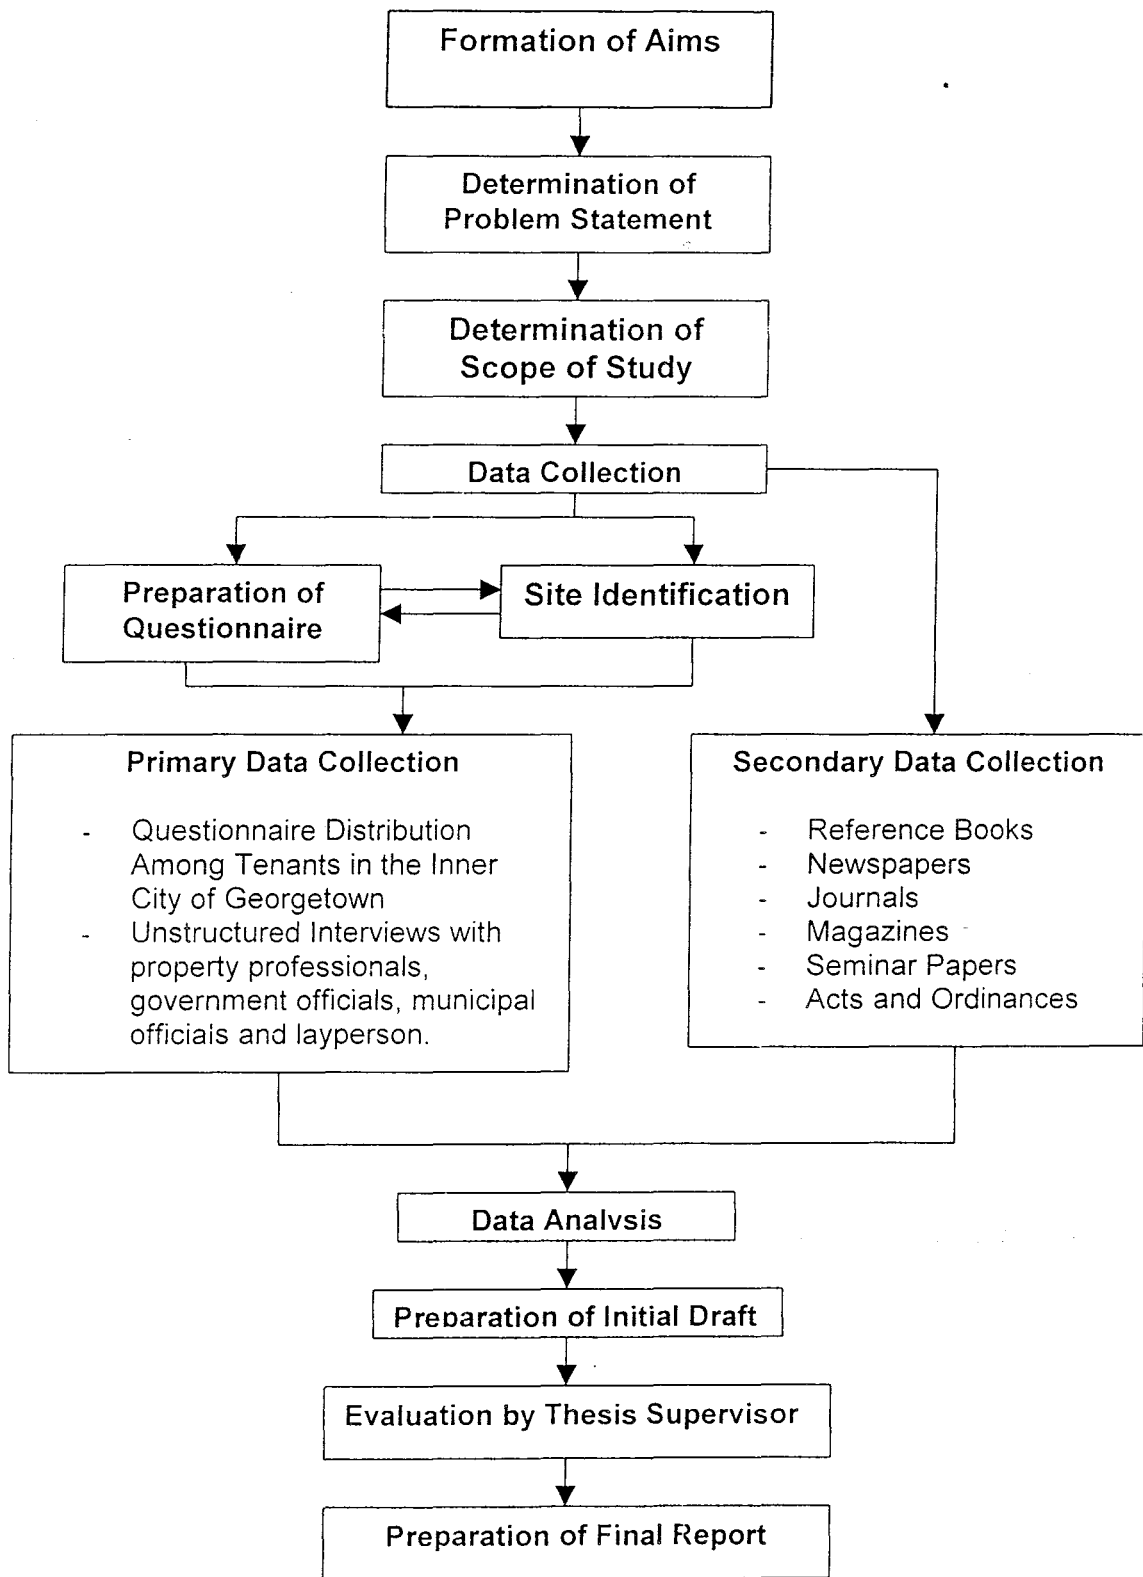 Formation of Aims
Determination of
Problem Statement
Determination of
Scope of Study
Data Collection
Preparation of
Questionnaire
Site Identification
Primary Data Collection
- Questionnaire Distribution
Among Tenants in the Inner
City of Georgetown
- Unstructured Interviews with
property professionals,
government officials, municipal
officials and layperson.
Secondary Data Collection
- Reference Books
- Newspapers
- Journals
- Magazines
- Seminar Papers
- Acts and Ordinances
Data Analysis
Preparation of Initial Draft
Evaluation by Thesis Supervisor
Preparation of Final Report